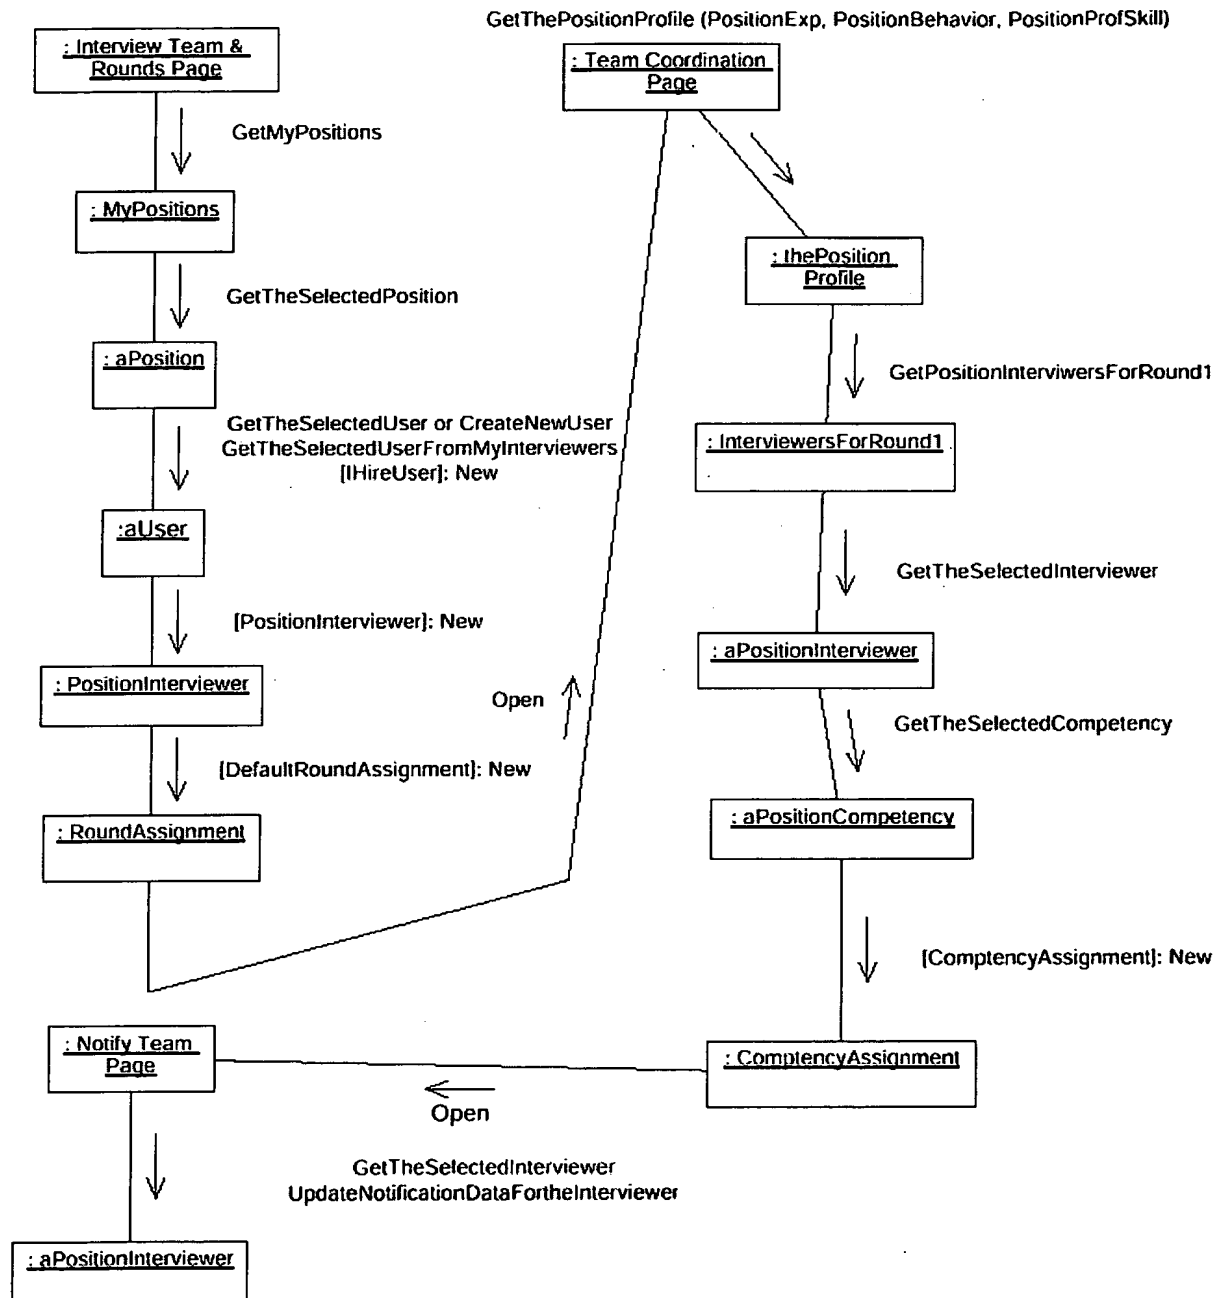 GetThePositionProfile (PositionExp, PositionBehavior, PositionProfSkill)
: Interview Team &
Rounds Page
GetMyPositions
: MyPositions
GetTheSelectedPosition
: aPosition
GetTheSelectedUser or CreateNewUser
GetTheSelectedUserFromMyInterviewers
[IHireUser]: New
:aUser
[PositionInterviewer]: New
: PositionInterviewer
[DefaultRoundAssignment]: New
: RoundAssignment
Open
: Team Coordination
Page
: thePosition
Profile
GetPositionInterviwersForRound1
: InterviewersForRound1
GetTheSelectedInterviewer
: aPositionInterviewer
GetTheSelectedCompetency
: aPositionCompetency
[ComptencyAssignment]: New
: ComptencyAssignment
Open
: Notify Team
Page
GetTheSelectedInterviewer
UpdateNotificationDataFortheInterviewer
: aPositionInterviewer